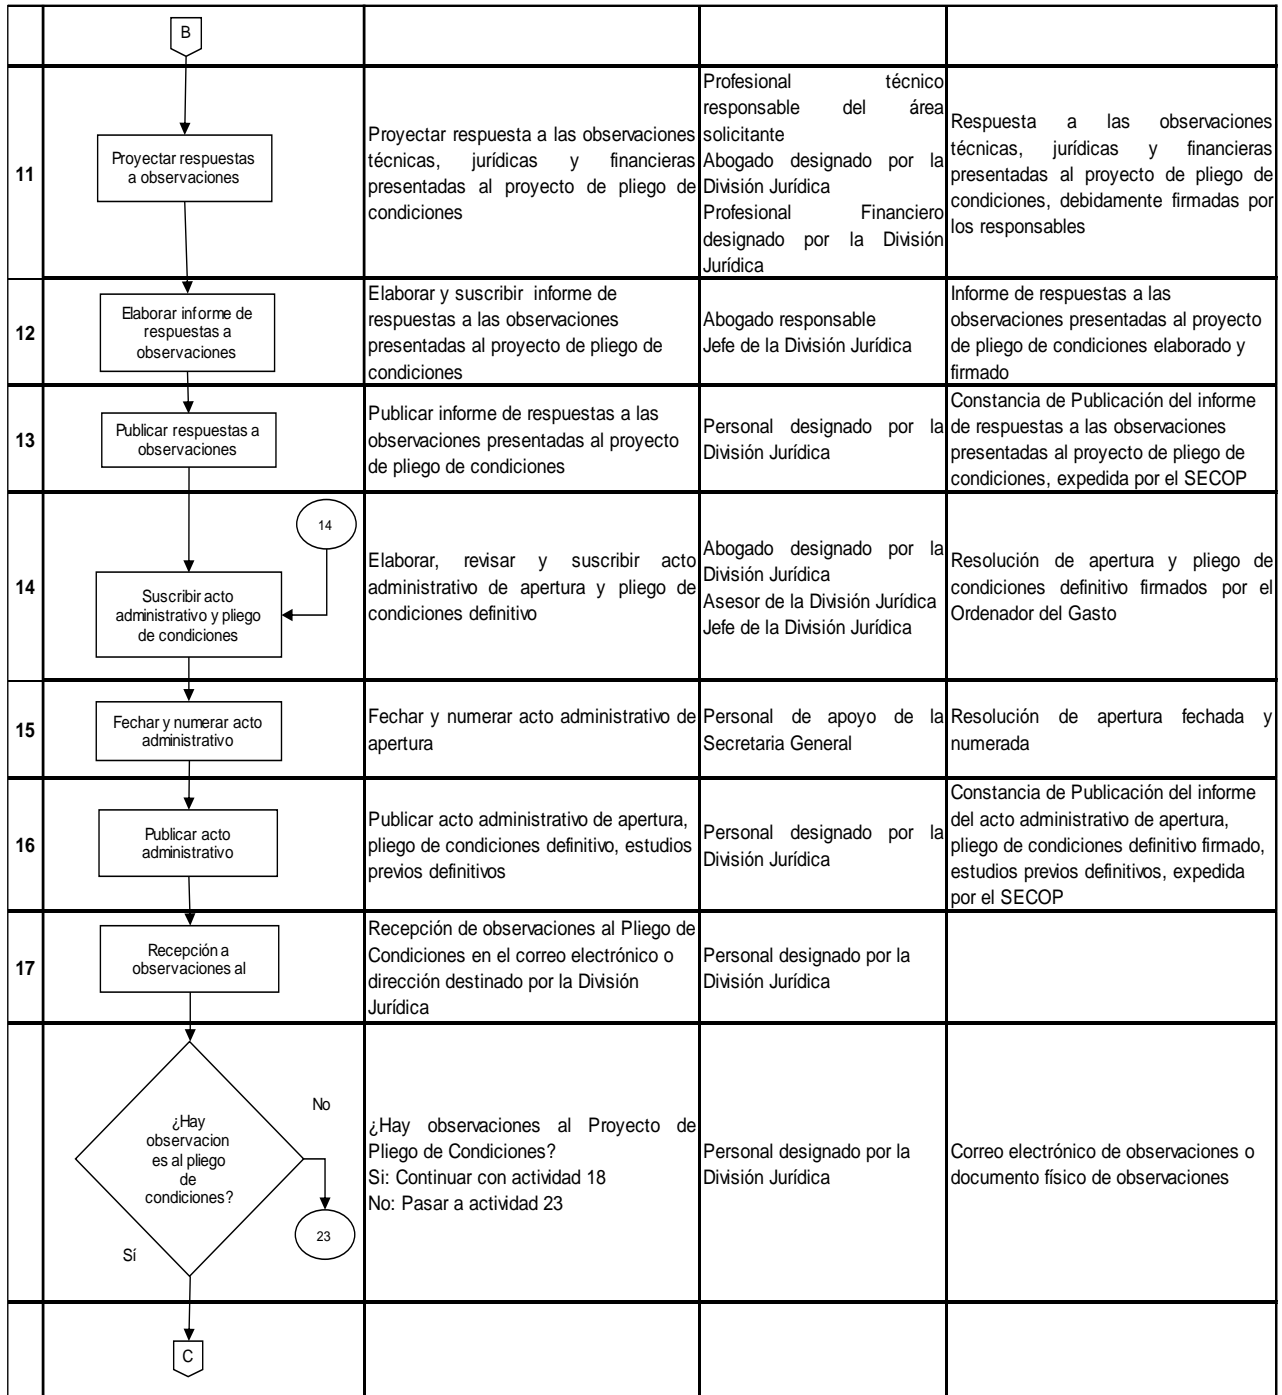 B
11
Proyectar respuestas
a observaciones
Proyectar respuesta a las observaciones
técnicas, jurídicas y financieras
presentadas al proyecto de pliego de
condiciones
Profesional técnico
responsable del área
solicitante
Abogado designado por la
División Jurídica
Profesional Financiero
designado por la División
Jurídica
Respuesta a las observaciones
técnicas, jurídicas y financieras
presentadas al proyecto de pliego de
condiciones, debidamente firmadas por
los responsables
12
Elaborar informe de
respuestas a
observaciones
Elaborar y suscribir informe de
respuestas a las observaciones
presentadas al proyecto de pliego de
condiciones
Abogado responsable
Jefe de la División Jurídica
Informe de respuestas a las
observaciones presentadas al proyecto
de pliego de condiciones elaborado y
firmado
13
Publicar respuestas a
observaciones
Publicar informe de respuestas a las
observaciones presentadas al proyecto
de pliego de condiciones
Personal designado por la
División Jurídica
Constancia de Publicación del informe
de respuestas a las observaciones
presentadas al proyecto de pliego de
condiciones, expedida por el SECOP
14
14
Suscribir acto
administrativo y pliego
de condiciones
Elaborar, revisar y suscribir acto
administrativo de apertura y pliego de
condiciones definitivo
Abogado designado por la
División Jurídica
Asesor de la División Jurídica
Jefe de la División Jurídica
Resolución de apertura y pliego de
condiciones definitivo firmados por el
Ordenador del Gasto
15
Fechar y numerar acto
administrativo
Fechar y numerar acto administrativo de
apertura
Personal de apoyo de la
Secretaria General
Resolución de apertura fechada y
numerada
16
Publicar acto
administrativo
Publicar acto administrativo de apertura,
pliego de condiciones definitivo, estudios
previos definitivos
Personal designado por la
División Jurídica
Constancia de Publicación del informe
del acto administrativo de apertura,
pliego de condiciones definitivo firmado,
estudios previos definitivos, expedida
por el SECOP
17
Recepción a
observaciones al
Recepción de observaciones al Pliego de
Condiciones en el correo electrónico o
dirección destinado por la División
Jurídica
Personal designado por la
División Jurídica
¿Hay
observacion
es al pliego
de
condiciones?
No
23
Sí
¿Hay observaciones al Proyecto de
Pliego de Condiciones?
Si: Continuar con actividad 18
No: Pasar a actividad 23
Personal designado por la
División Jurídica
Correo electrónico de observaciones o
documento físico de observaciones
C